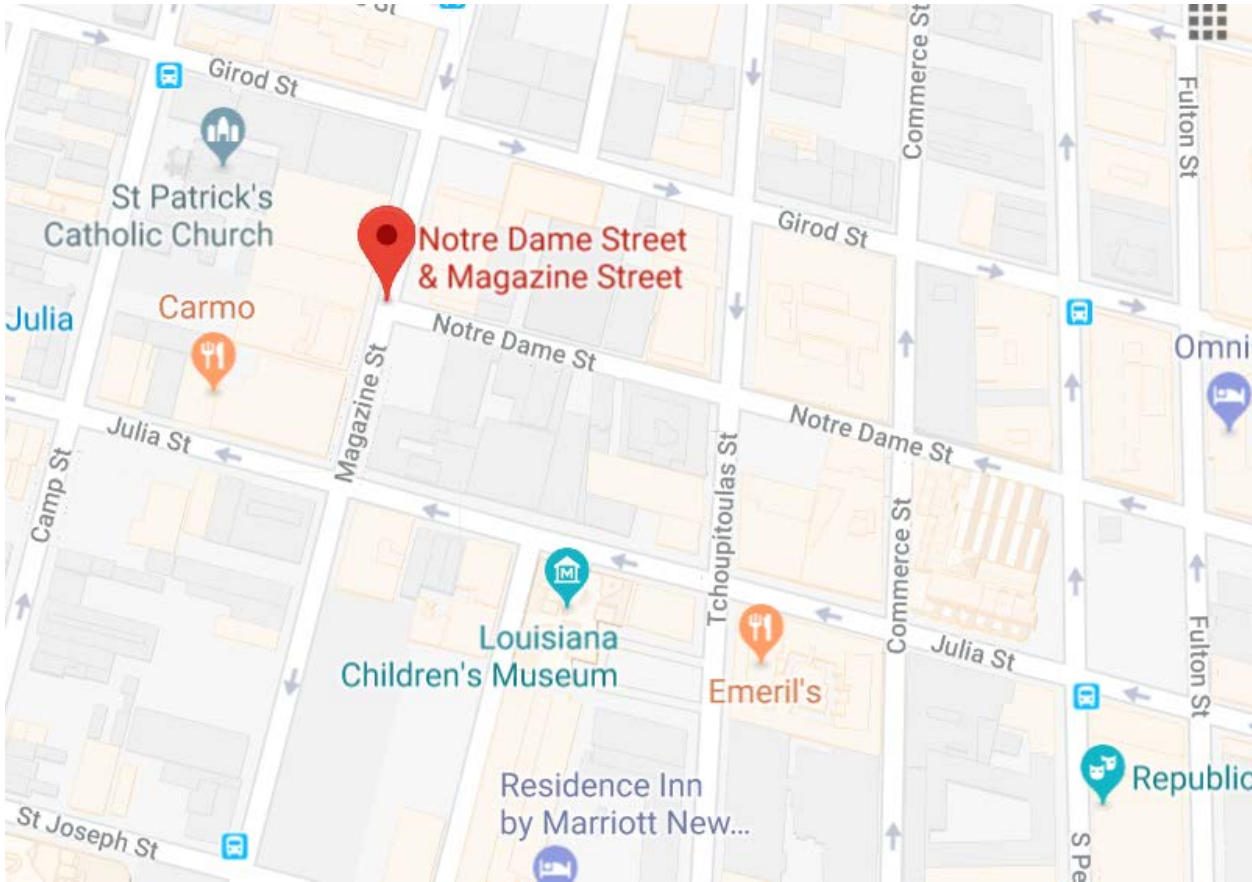 St
Girod St
Commerce St
Fulton St
St Patrick's
Catholic Church
Notre Dame Street
& Magazine Street
Girod St
Carmo
Julia
Notre Dame St
Omni
Magazine St
Julia St
Notre Dame St
Camp St
Tchoupitoulas St
Commerce St
M
Louisiana
Children's Museum
Emeril's
Julia St
Fulton St
Residence Inn
by Marriott New...
Republic
St Joseph St
S Pe